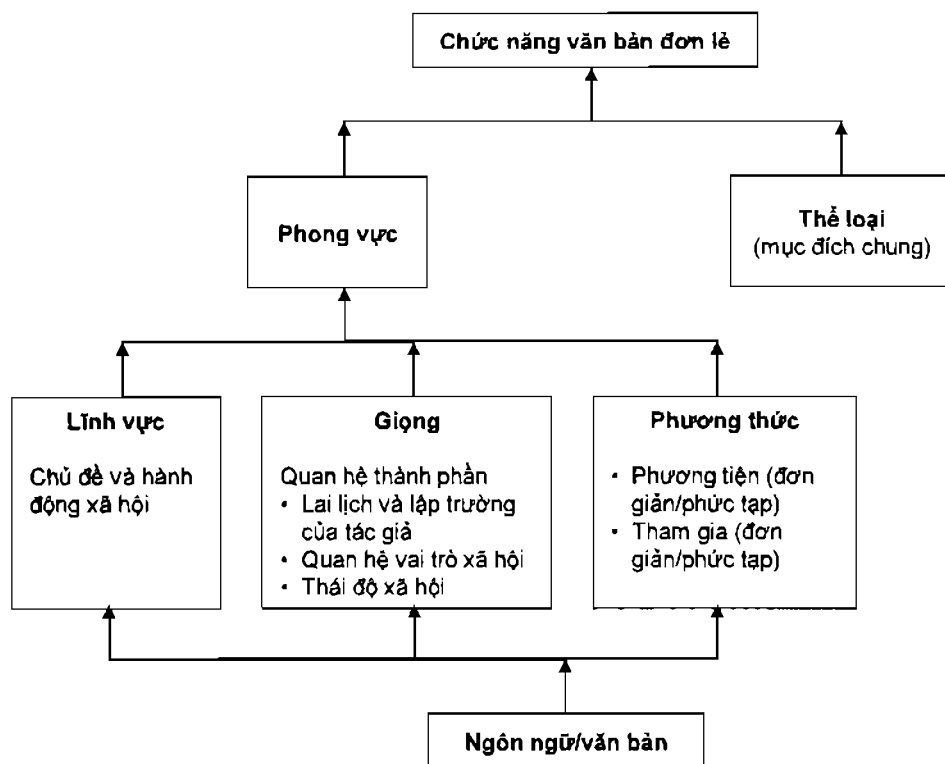 Chức năng văn bản đơn lẻ
Phong vực
Thể loại
(mục đích chung)
Lĩnh vực
Chủ đề và hành
động xã hội
Giọng
Quan hệ thành phần
• Lai lịch và lập trường
của tác giả
• Quan hệ vai trò xã hội
• Thái độ xã hội
Phương thức
• Phương tiện (đơn
giản/phức tạp)
• Tham gia (đơn
giản/phức tạp)
Ngôn ngữ/văn bản